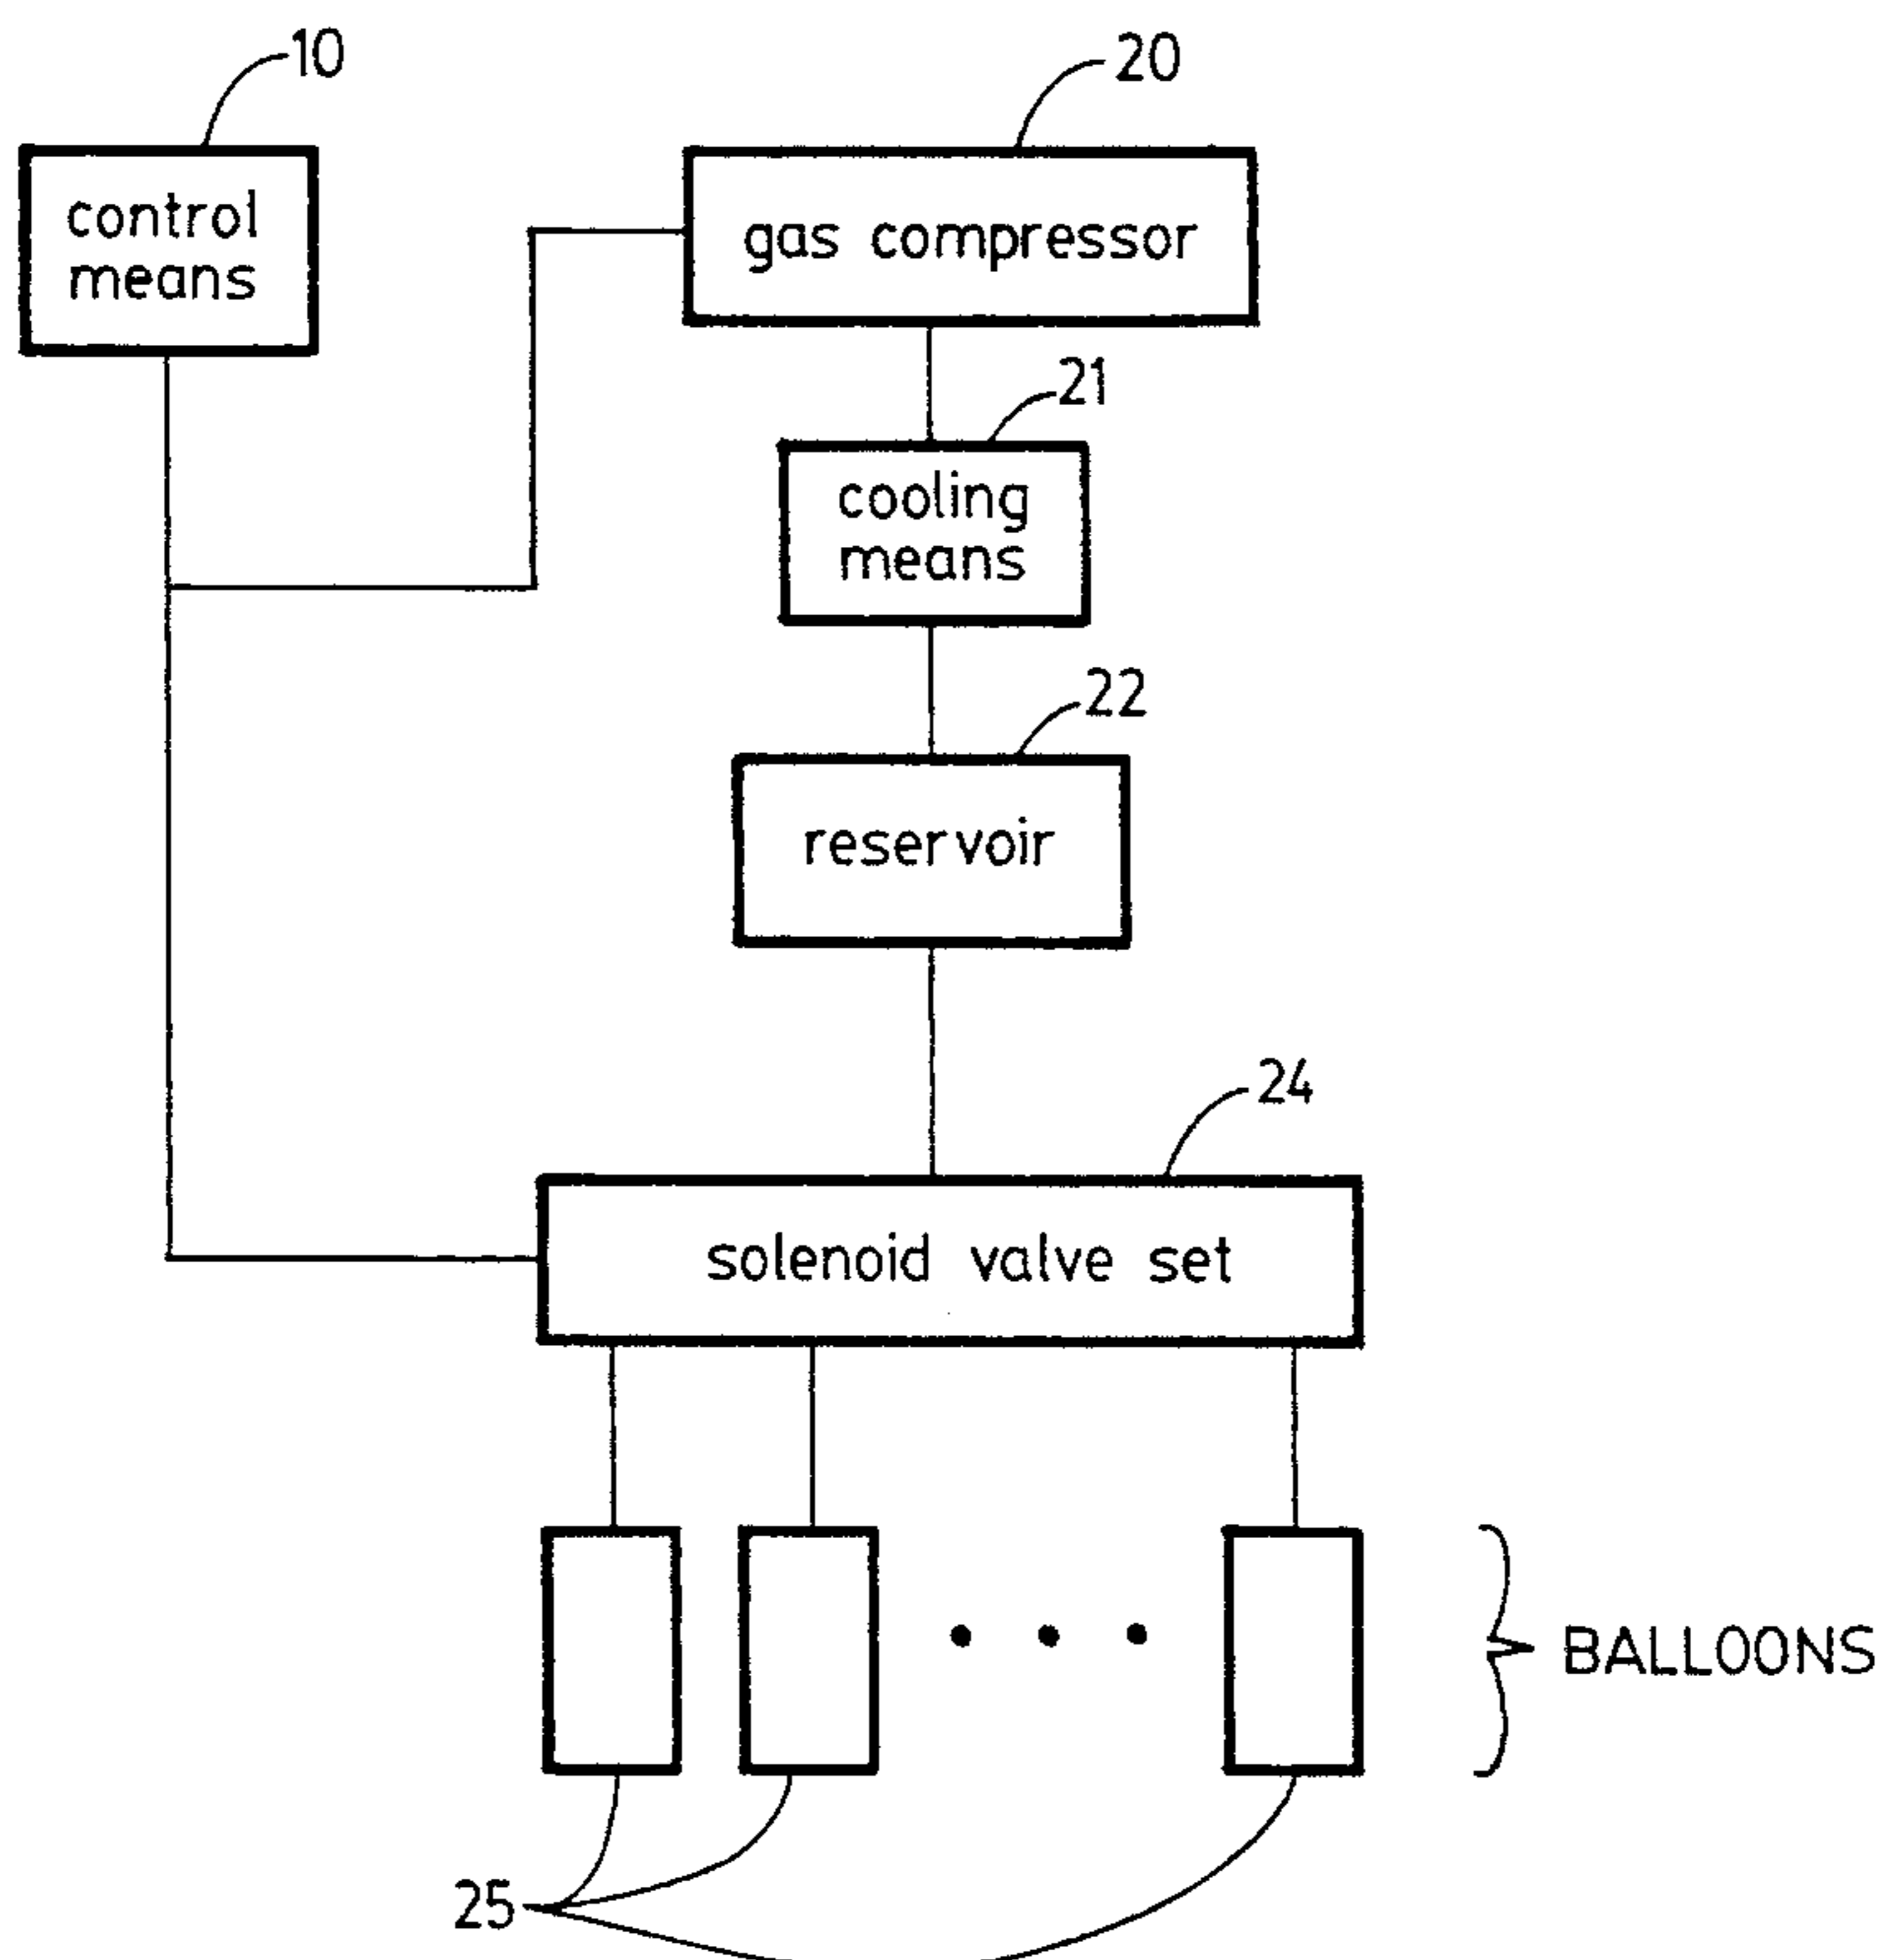 10
20
control
means
gas compressor
21
cooling
means
22
reservoir
24
solenoid valve set
BALLOONS
25